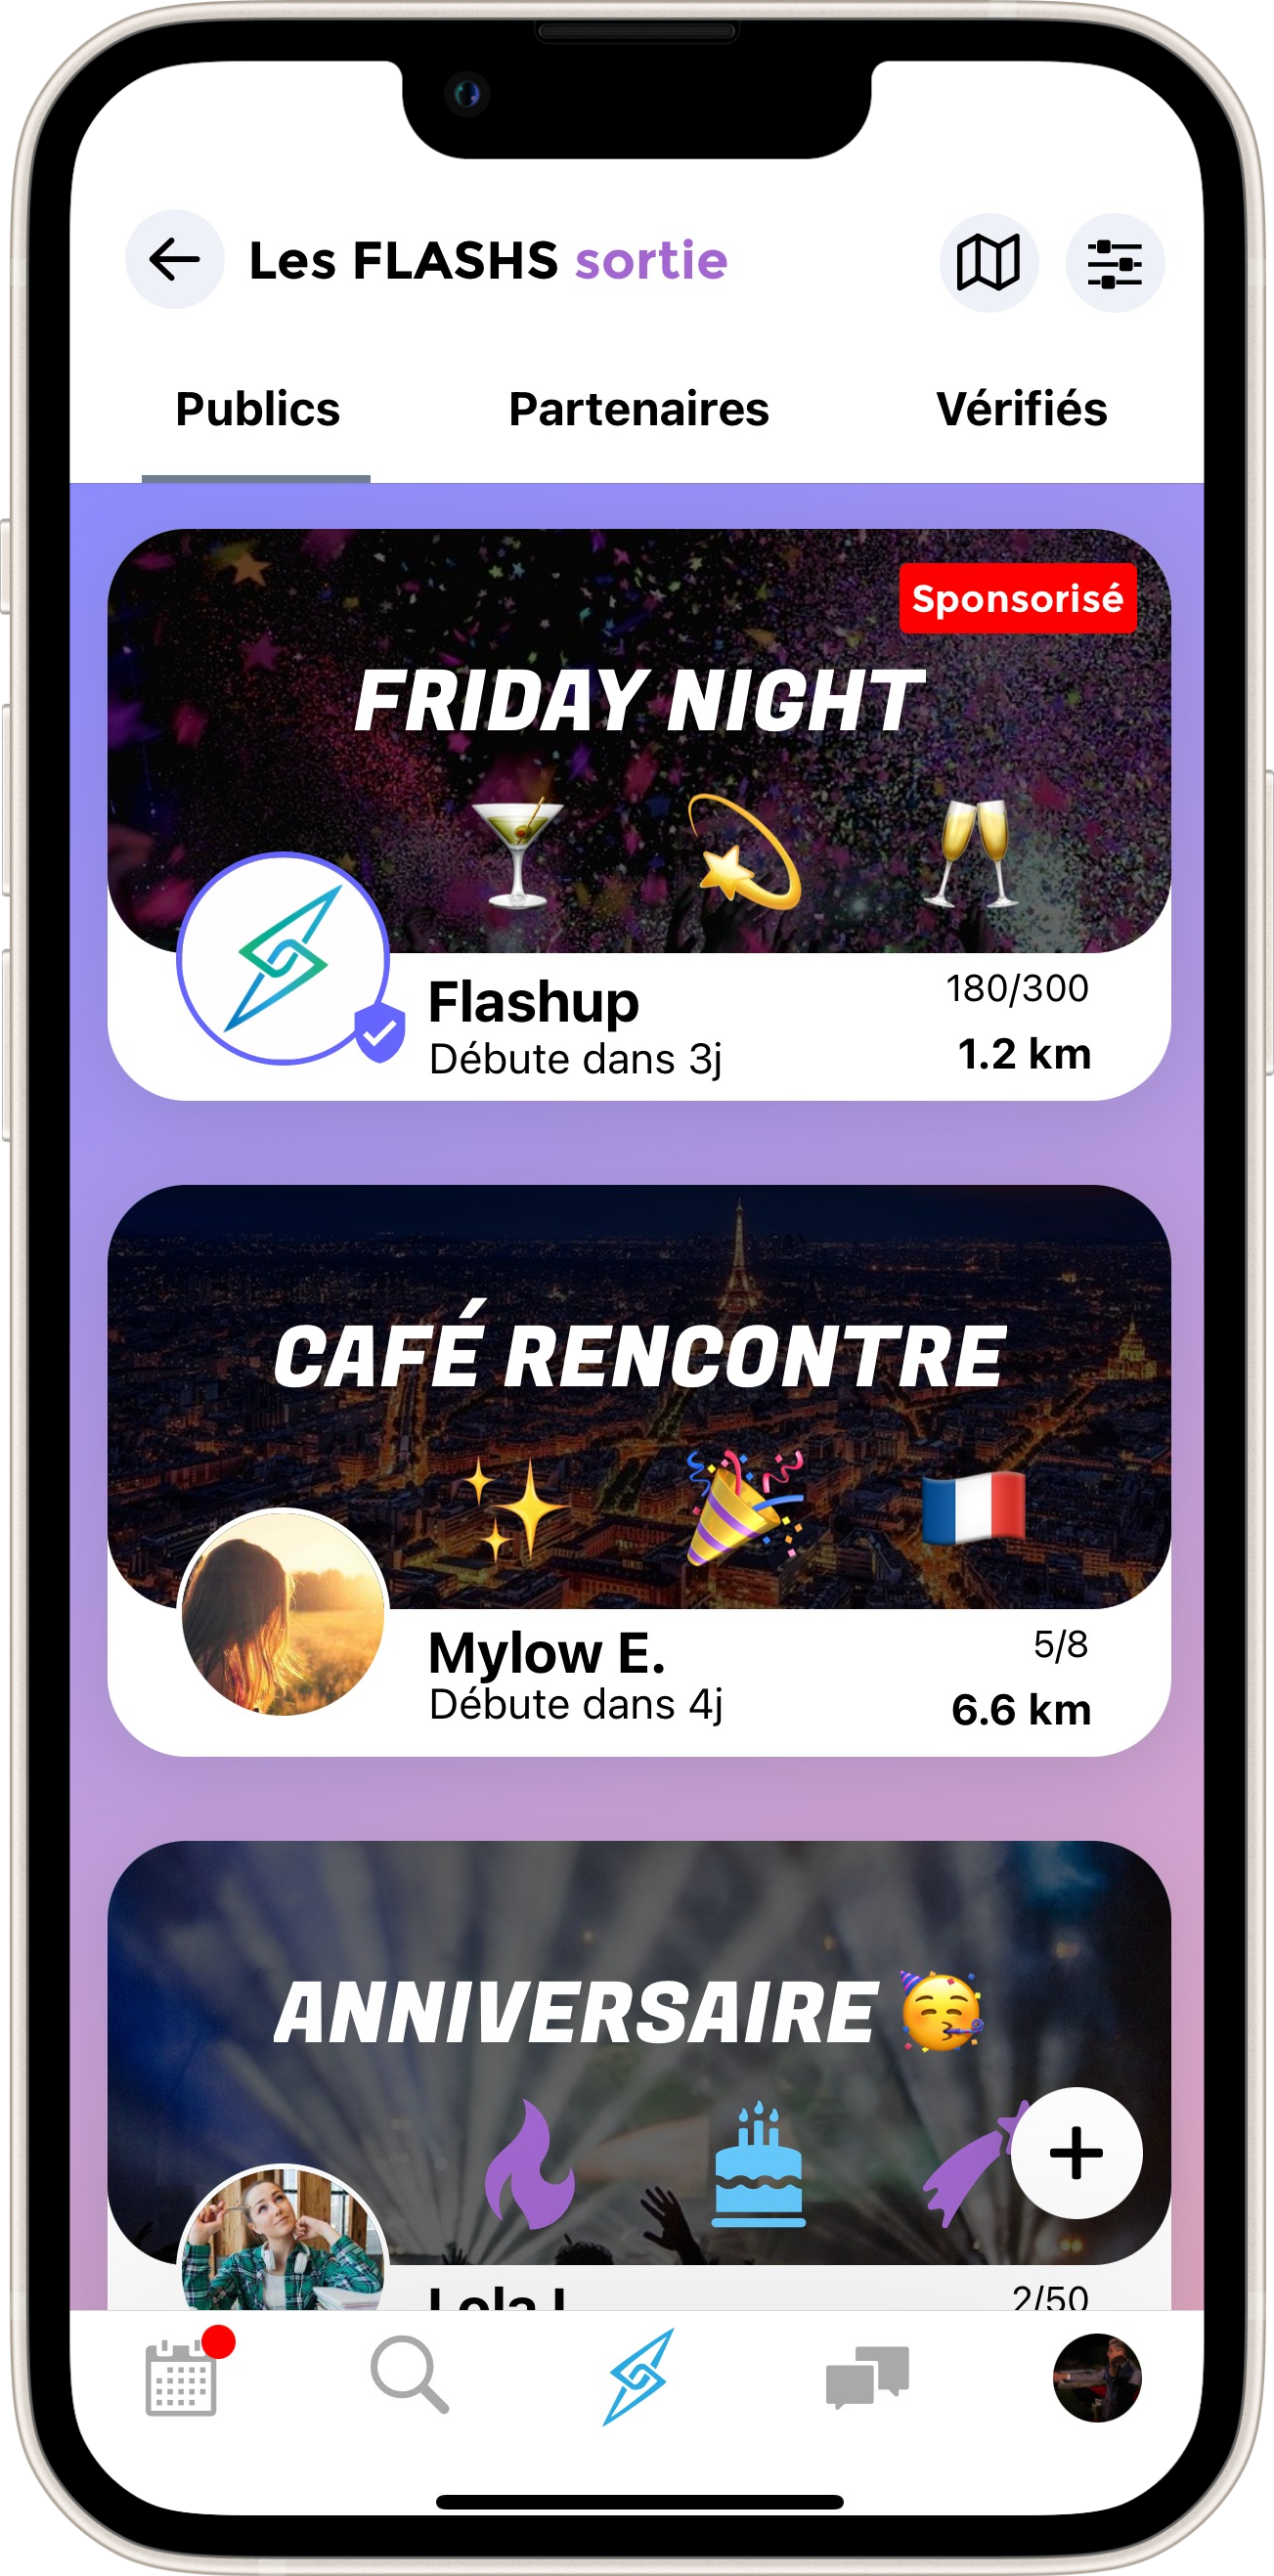 Les FLASHS sortie
Publics Partenaires Vérifiés
Sponsorisé
FRIDAY NIGHT
Flashup 180/300
Débute dans 3j 1.2 km
CAFÉ RENCONTRE
Mylow E. 5/8
Débute dans 4j 6.6 km
ANNIVERSAIRE 🥳
Lola 2/50